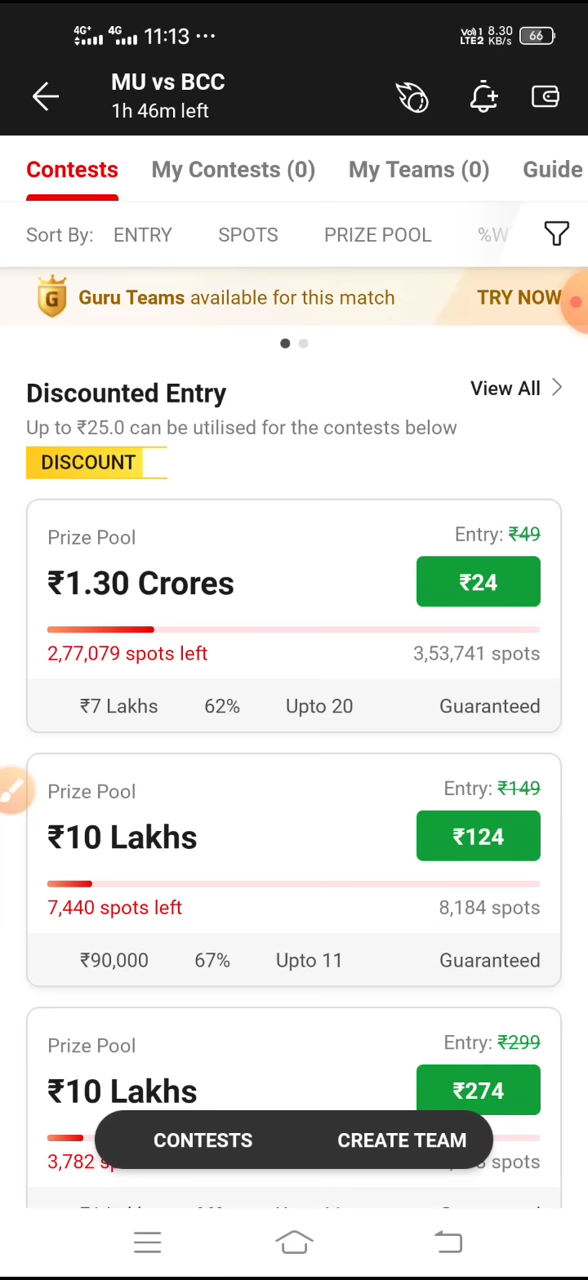 4G+ 4G 11:13 ··· Vo)) 1 LTE2 8.30 KB/s 66
MU vs BCC
1h 46m left
Contests My Contests (0) My Teams (0) Guide
Sort By: ENTRY SPOTS PRIZE POOL %W
G Guru Teams available for this match TRY NOW
Discounted Entry View All
Up to ₹25.0 can be utilised for the contests below
DISCOUNT
Prize Pool Entry: ₹49
₹1.30 Crores ₹24
2,77,079 spots left 3,53,741 spots
₹7 Lakhs 62% Upto 20 Guaranteed
Prize Pool Entry: ₹149
₹10 Lakhs ₹124
7,440 spots left 8,184 spots
₹90,000 67% Upto 11 Guaranteed
Prize Pool Entry: ₹299
₹10 Lakhs ₹274
CONTESTS CREATE TEAM
3,782 spots